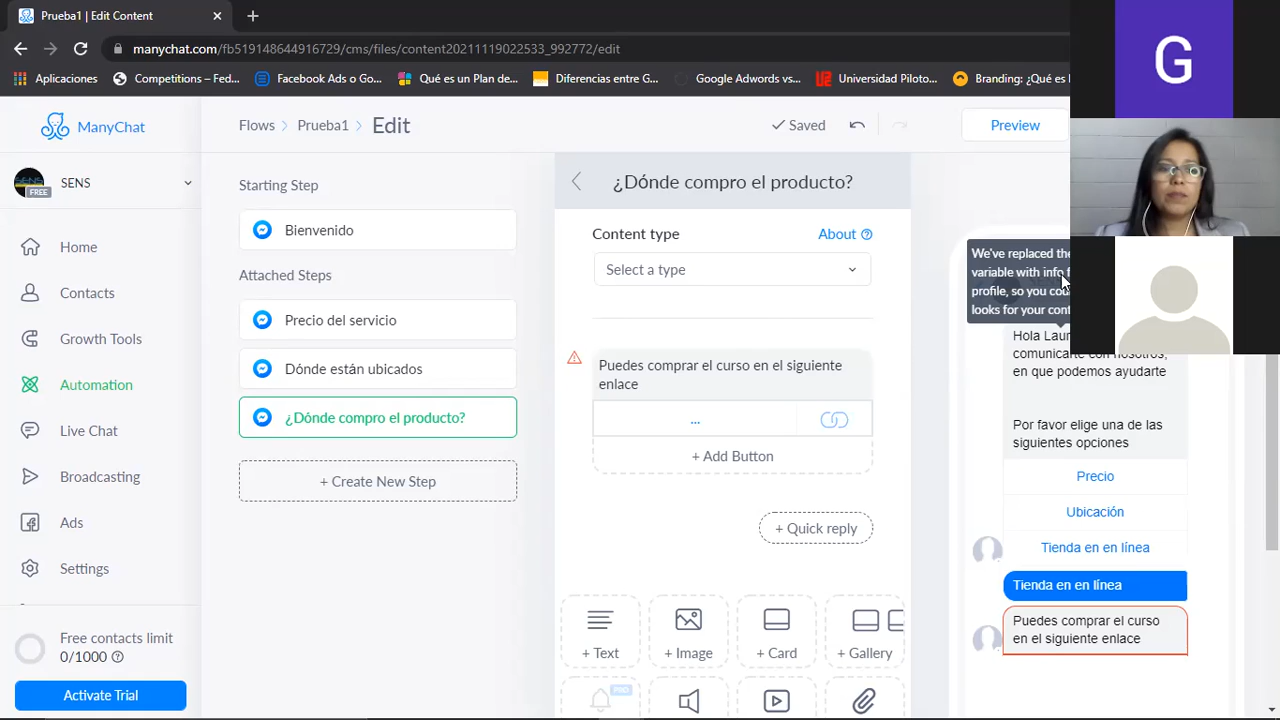 Prueba1 | Edit Content
manychat.com/fb519148644916729/cms/files/content20211119022533_992772/edit
Aplicaciones
Competitions – Fed...
Facebook Ads o Go...
Qué es un plan de...
Diferencias entre G...
Google Adwords vs...
Universidad Piloto...
Branding: ¿Qué es
G
ManyChat
Flows > Prueba1 > Edit
Saved
Preview
SENS
FREE
Home
Contacts
Growth Tools
Automation
Live Chat
Broadcasting
Ads
Settings
Free contacts limit
0/1000
Activate Trial
Starting Step
Bienvenido
Attached Steps
Precio del servicio
Dónde están ubicados
¿Dónde compro el producto?
+ Create New Step
¿Dónde compro el producto?
Content type
About
Select a type
Puedes comprar el curso en el siguiente
enlace
...
+ Add Button
+ Quick reply
+ Text
+ Image
+ Card
+ Gallery
PRO
We've replaced the
variable with info
profile, so you
looks for your
Hola
comunicarte con nosotros,
en que podemos ayudarte
Por favor elige una de las
siguientes opciones
Precio
Ubicación
Tienda en en línea
Tienda en en línea
Puedes comprar el curso
en el siguiente enlace